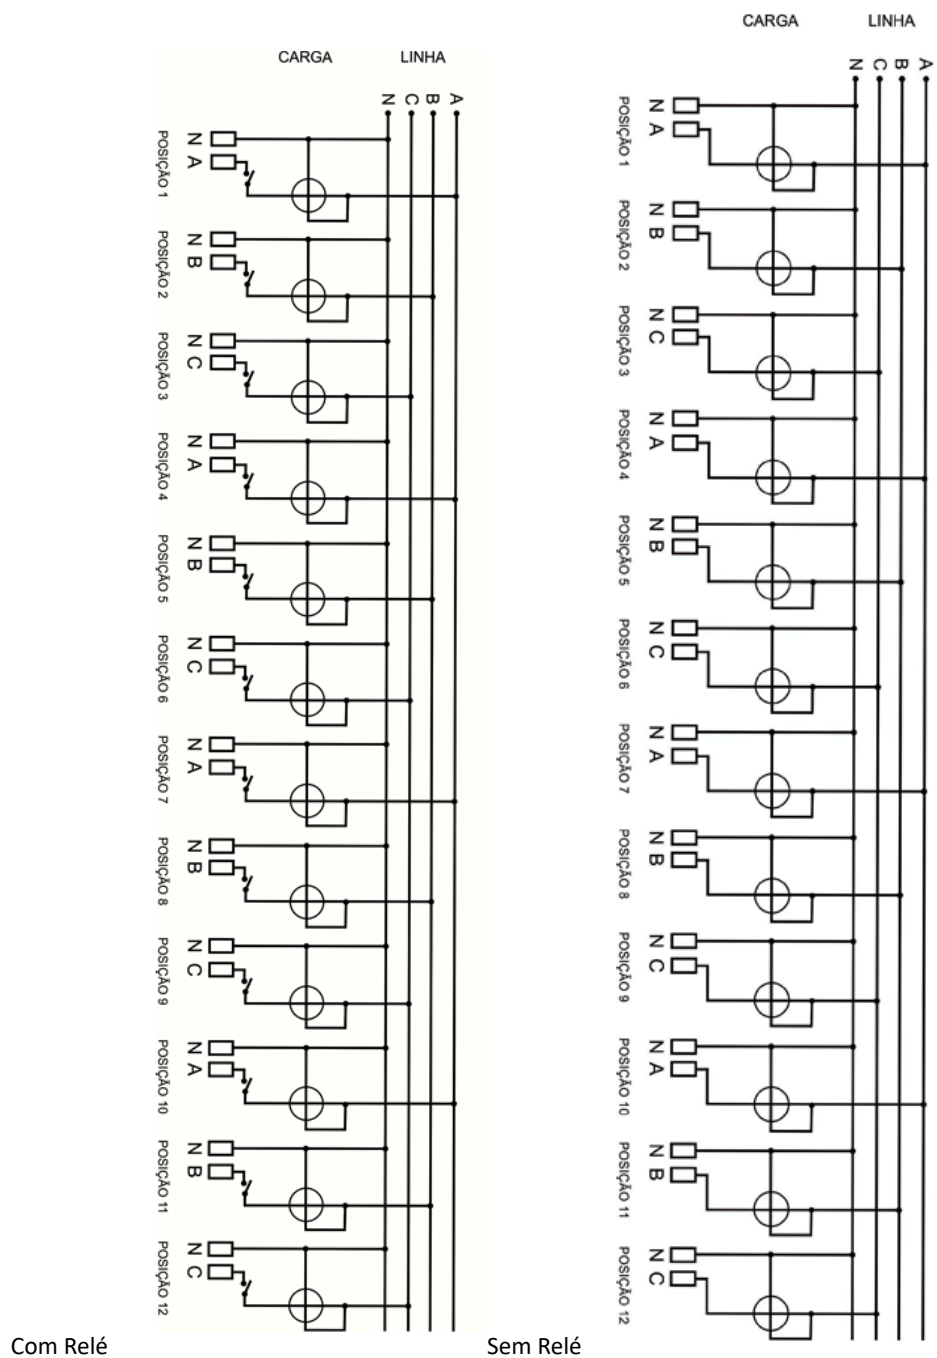 CARGA LINHA
N C B A
N A POSIÇÃO 1
N B POSIÇÃO 2
N C POSIÇÃO 3
N A POSIÇÃO 4
N B POSIÇÃO 5
N C POSIÇÃO 6
N A POSIÇÃO 7
N B POSIÇÃO 8
N C POSIÇÃO 9
N A POSIÇÃO 10
N B POSIÇÃO 11
N C POSIÇÃO 12
Com Relé
CARGA LINHA
N C B A
N A POSIÇÃO 1
N B POSIÇÃO 2
N C POSIÇÃO 3
N A POSIÇÃO 4
N B POSIÇÃO 5
N C POSIÇÃO 6
N A POSIÇÃO 7
N B POSIÇÃO 8
N C POSIÇÃO 9
N A POSIÇÃO 10
N B POSIÇÃO 11
N C POSIÇÃO 12
Sem Relé